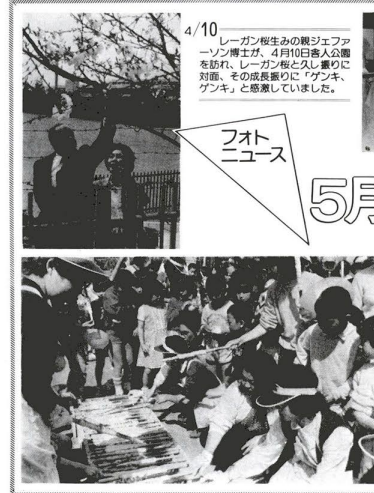 4/10
レーガン桜生みの親ジェファ
ーソン博士が、4月10日舎人公園
を訪れ、レーガン桜と久し振りに
対面、その成長振りに「ゲンキ、
ゲンキ」と感激していました。
フォト
ニュース
5月